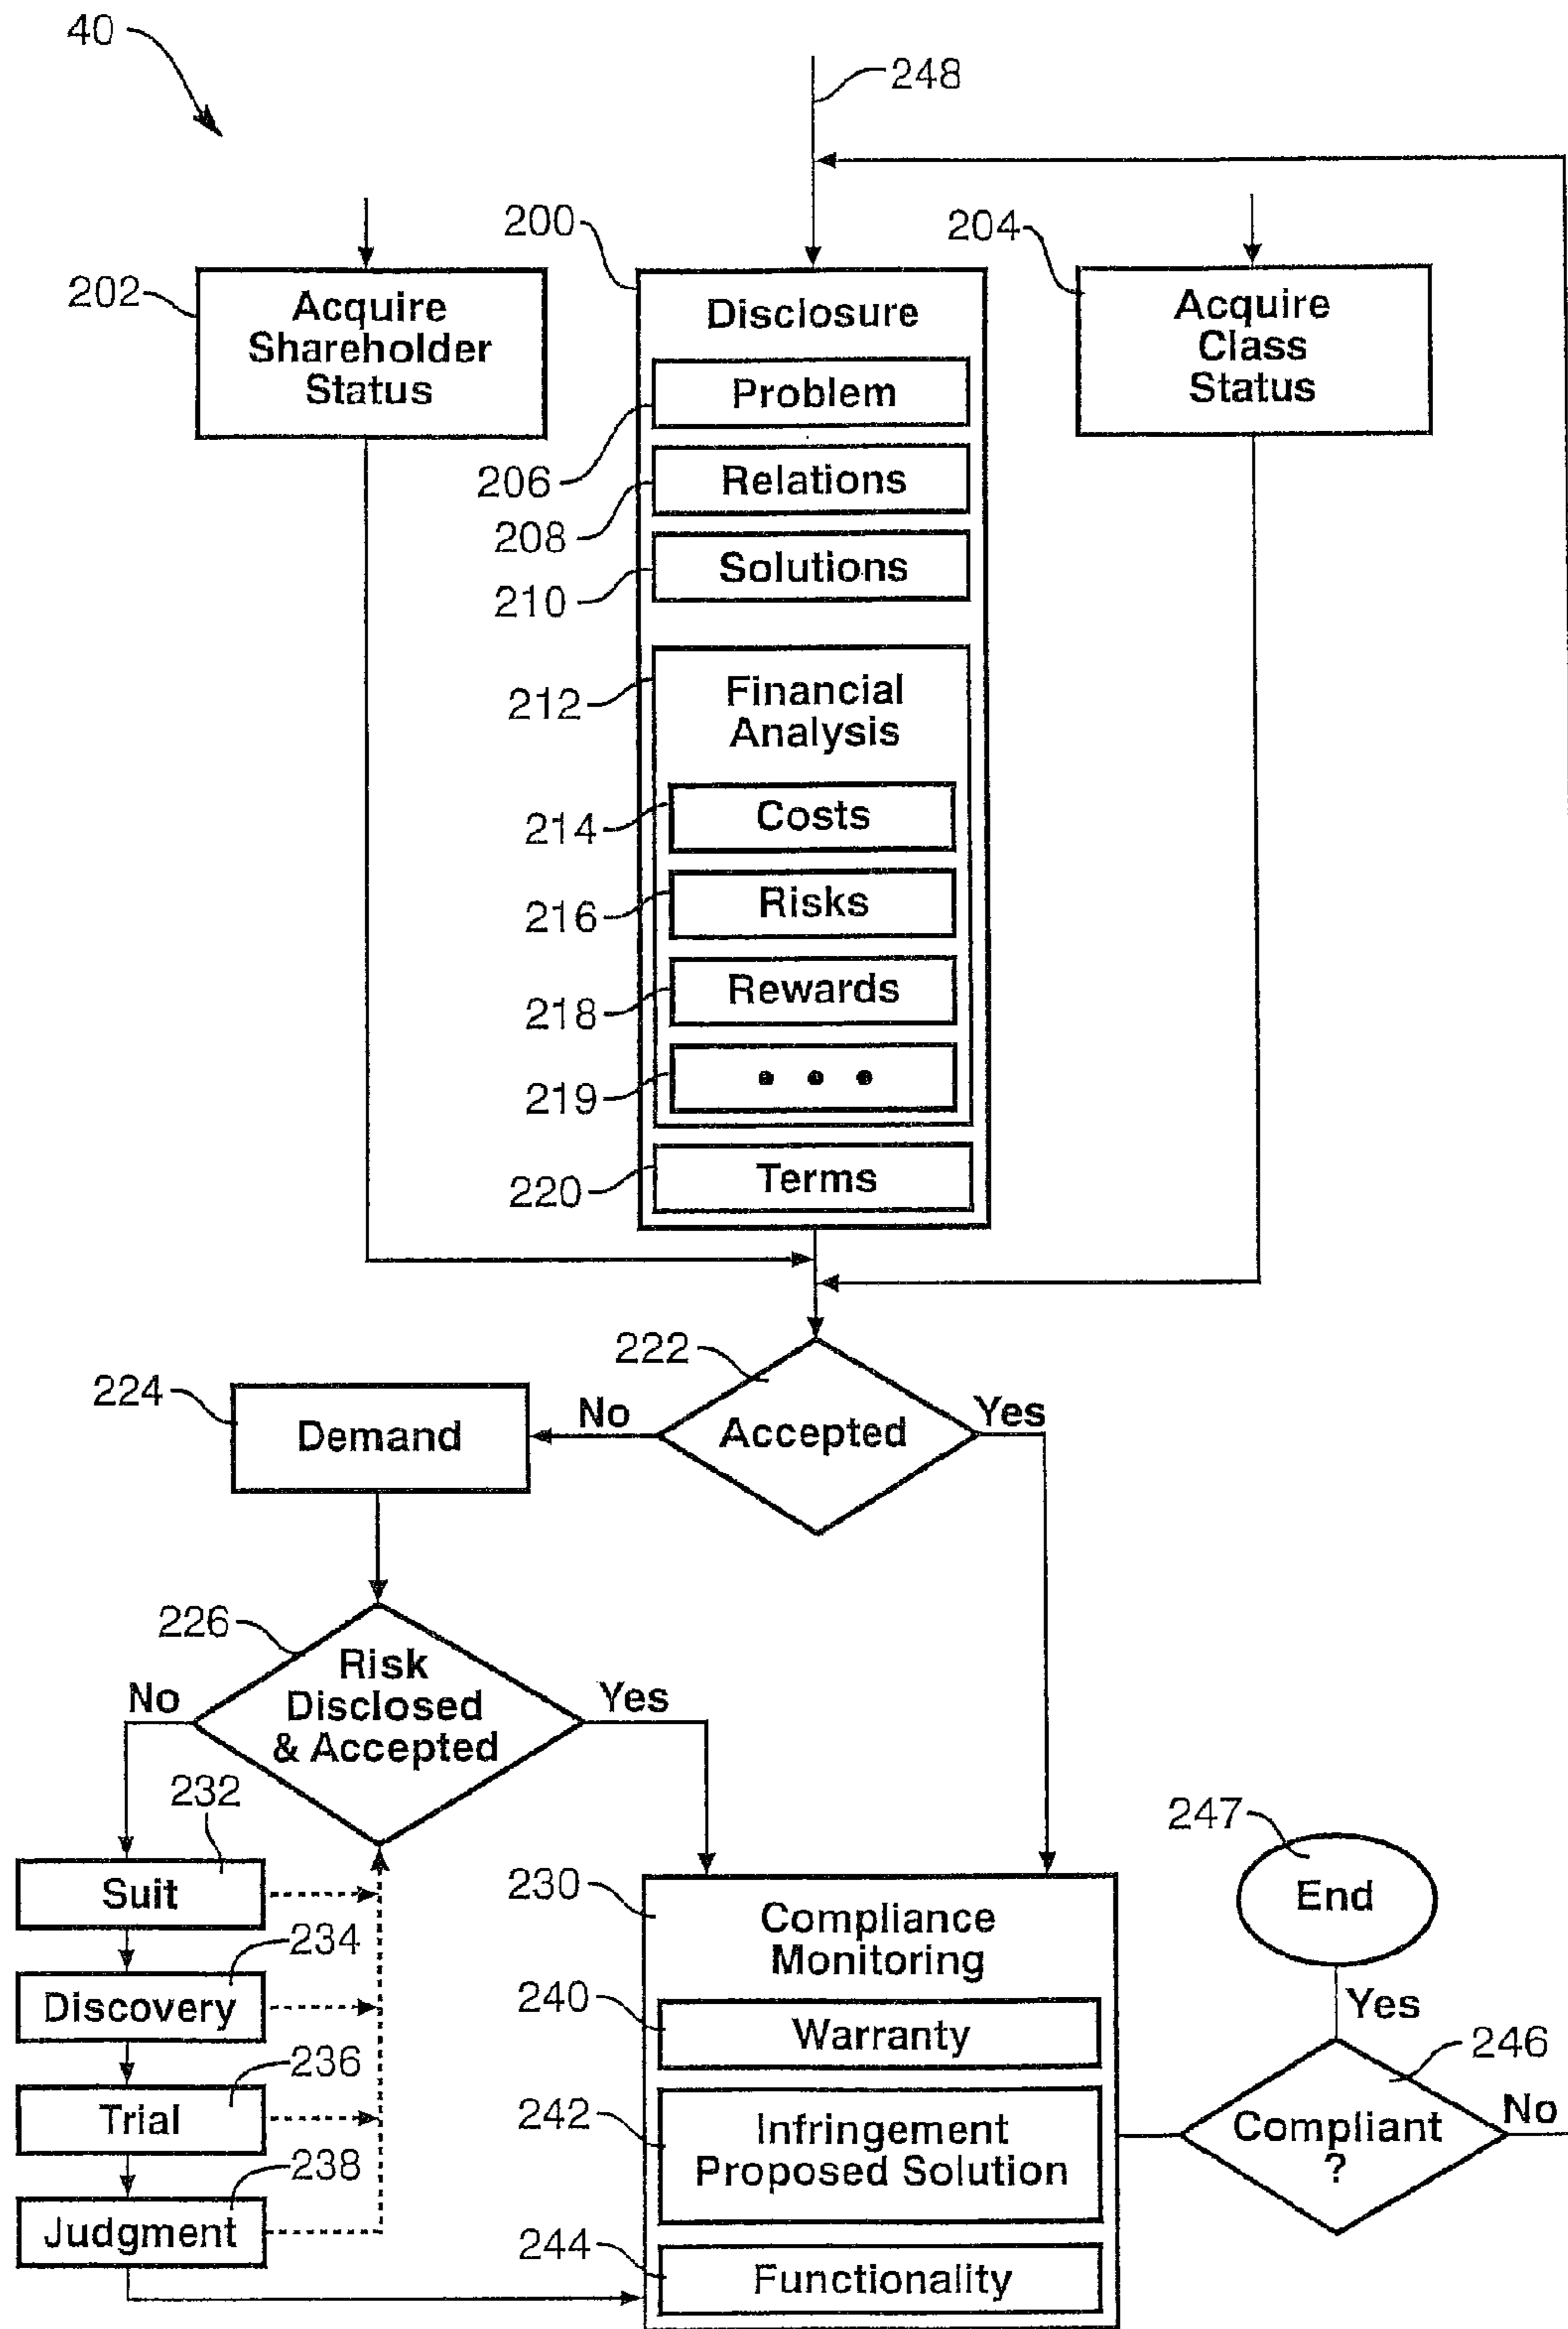 40
248
200
204
202
Acquire
Shareholder
Status
Disclosure
Acquire
Class
Status
Problem
206
Relations
208
Solutions
210
212
Financial
Analysis
214
Costs
216
Risks
218
Rewards
219
• • •
220
Terms
222
224
Demand
No
Accepted
Yes
226
Risk
Disclosed
& Accepted
No
Yes
232
Suit
234
Discovery
236
Trial
238
Judgment
230
Compliance
Monitoring
240
Warranty
242
Infringement
Proposed Solution
244
Functionality
247
End
Yes
246
Compliant
?
No